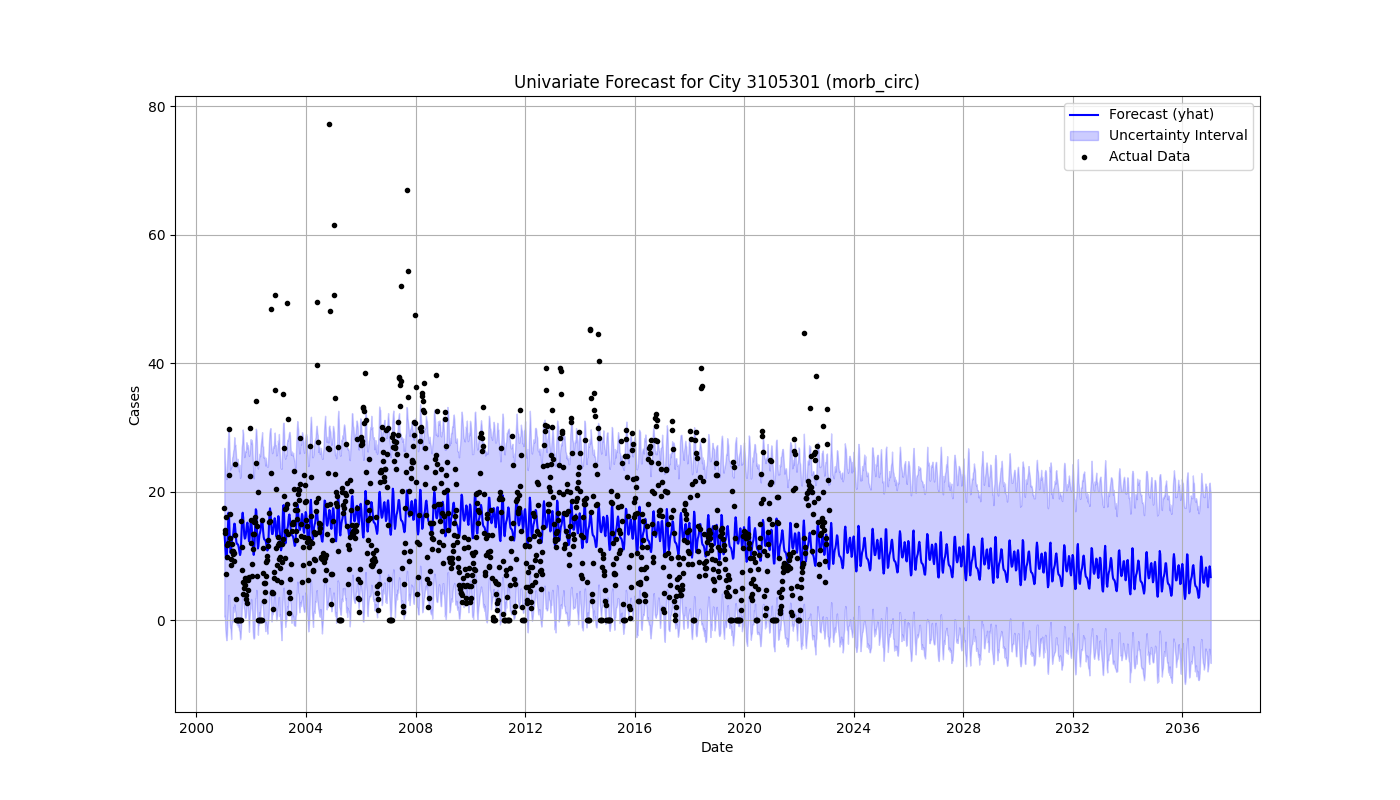 Univariate Forecast for City 3105301 (morb_circ)
Forecast (yhat)
Uncertainty Interval
Actual Data
Cases
80
60
40
20
0
2000 2004 2008 2012 2016 2020 2024 2028 2032 2036
Date